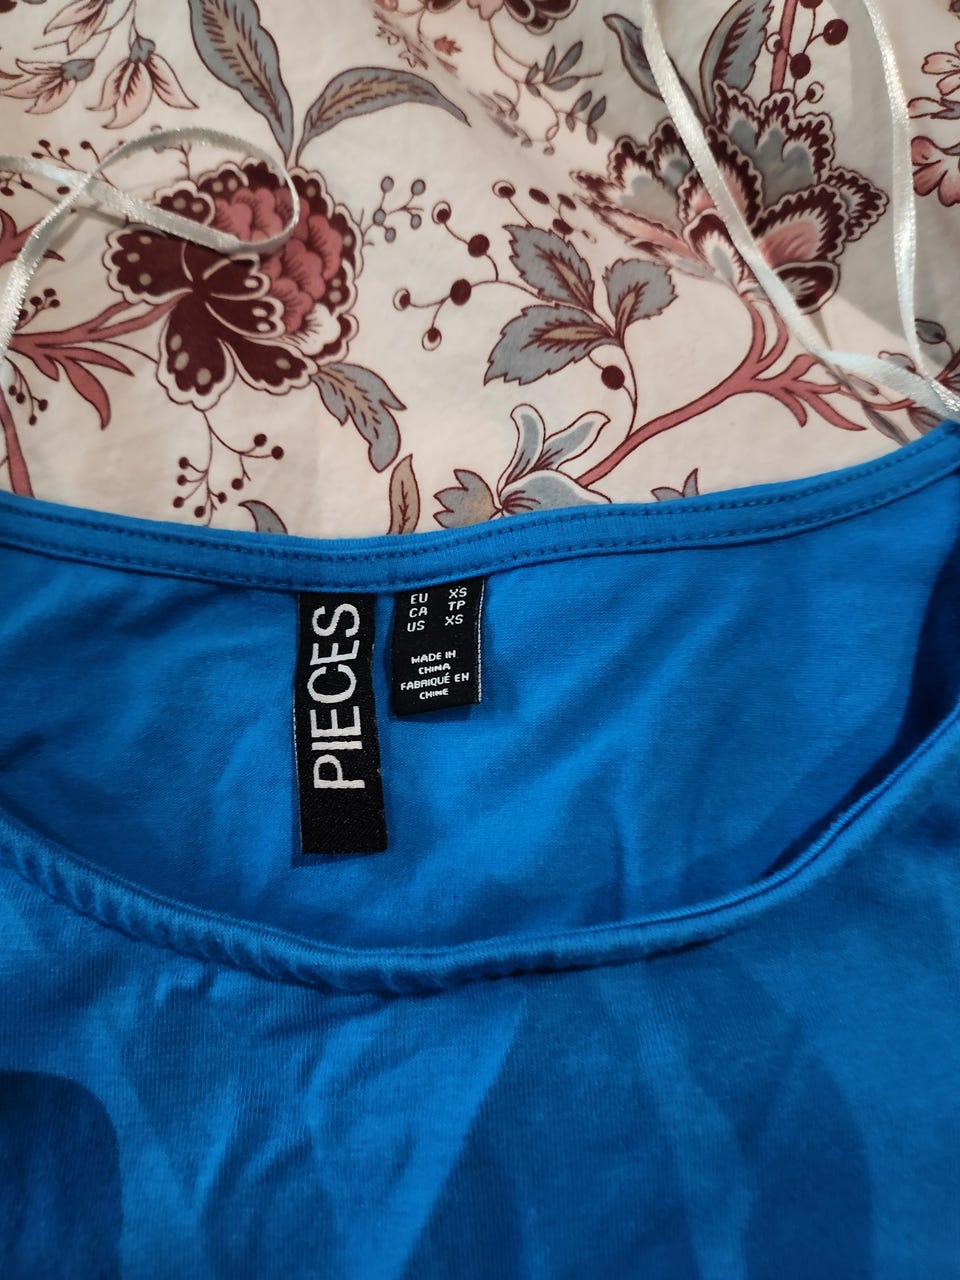 PIECES
EU XS
CA TP
US XS
MADE IN
CHINA
FABRIQUÉ EN
CHINE